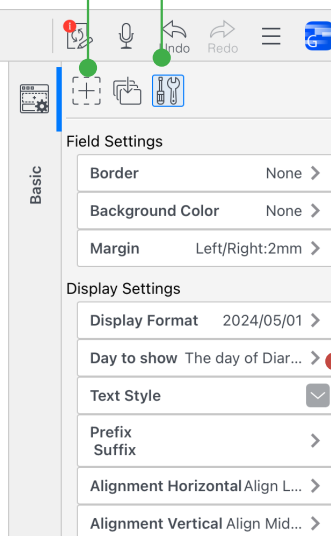 !
Undo
Redo
G
Basic
Field Settings
Border None
Background Color None
Margin Left/Right:2mm
Display Settings
Display Format 2024/05/01
Day to show The day of Diar...
Text Style
Prefix
Suffix
Alignment Horizontal Align L...
Alignment Vertical Align Mid...